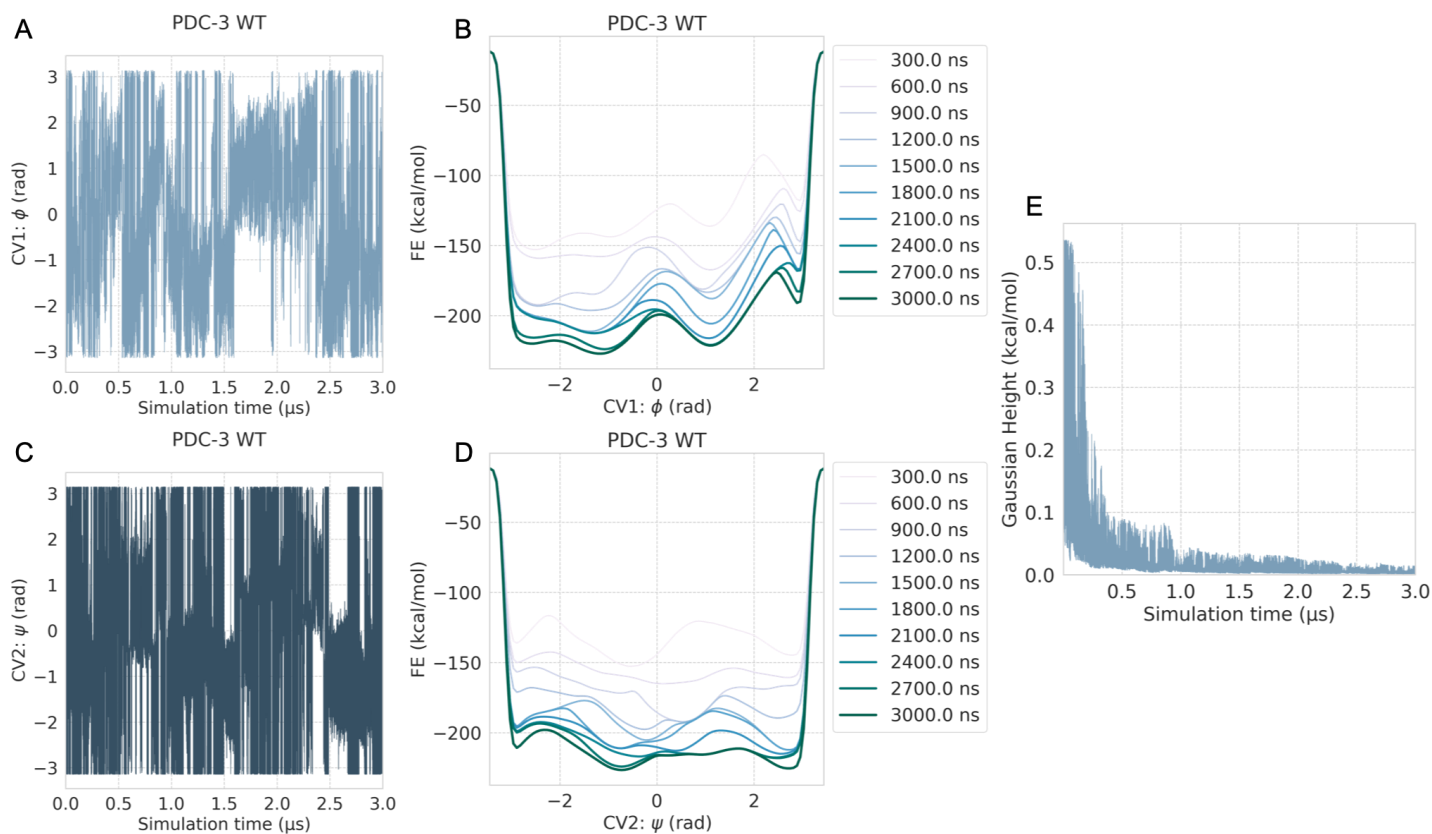 A
PDC-3 WT
CV1: ϕ (rad)
3
2
1
0
−1
−2
−3
0.0 0.5 1.0 1.5 2.0 2.5 3.0
Simulation time (µs)
B
PDC-3 WT
FE (kcal/mol)
−50
−100
−150
−200
−2 0 2
CV1: ϕ (rad)
300.0 ns
600.0 ns
900.0 ns
1200.0 ns
1500.0 ns
1800.0 ns
2100.0 ns
2400.0 ns
2700.0 ns
3000.0 ns
C
PDC-3 WT
CV2: ψ (rad)
3
2
1
0
−1
−2
−3
0.0 0.5 1.0 1.5 2.0 2.5 3.0
Simulation time (µs)
D
PDC-3 WT
FE (kcal/mol)
−50
−100
−150
−200
−2 0 2
CV2: ψ (rad)
300.0 ns
600.0 ns
900.0 ns
1200.0 ns
1500.0 ns
1800.0 ns
2100.0 ns
2400.0 ns
2700.0 ns
3000.0 ns
E
Gaussian Height (kcal/mol)
0.5
0.4
0.3
0.2
0.1
0.0
0.5 1.0 1.5 2.0 2.5 3.0
Simulation time (µs)